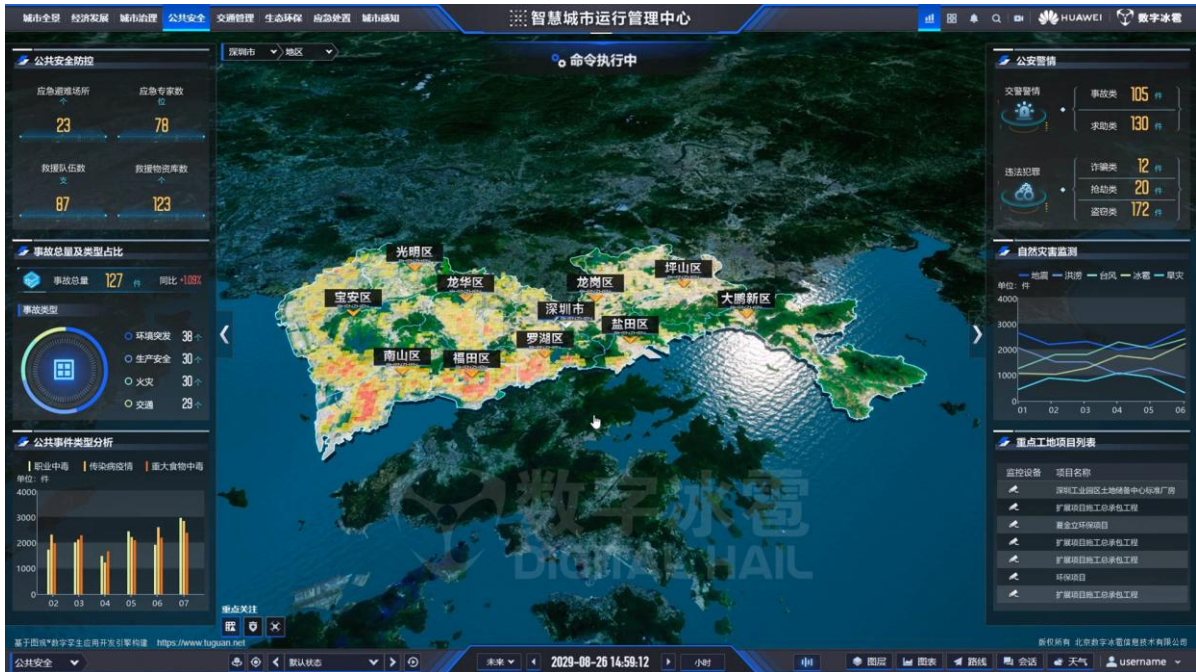 城市全景 经济发展 城市治理 公共安全 交通管理 生态环保 应急处置 城市感知
智慧城市运行管理中心
HUAWEI 数字冰雹
深圳市 地区
命令执行中
公共安全防控
应急避难场所 应急专家数
个 位
23 78
救援队伍数 救援物资库数
支 个
87 123
事故总量及类型占比
事故总量 127 件 同比 +1.09%
事故类型
环境突发 38 个
生产安全 30 个
火灾 30 个
交通 29 个
公共事件类型分析
职业中毒 传染病疫情 重大食物中毒
单位: 件
4000
3000
2000
1000
0
02 03 04 05 06 07
光明区
坪山区
龙华区
龙岗区
宝安区
大鹏新区
深圳市
盐田区
罗湖区
南山区
福田区
数字冰雹
DIGITAL HAIL
重点关注
公安警情
交警警情
事故类 105 件
求助类 130 件
违法犯罪
诈骗类 12 件
抢劫类 20 件
盗窃类 172 件
自然灾害监测
地震 洪涝 台风 冰雹 旱灾
单位: 件
4000
3000
2000
1000
0
01 02 03 04 05 06
重点工地项目列表
监控设备 项目名称
深圳工业园区土地储备中心标准厂房
扩展项目施工总承包工程
夏金立环保项目
扩展项目施工总承包工程
扩展项目施工总承包工程
环保项目
扩展项目施工总承包工程
基于图观®数字孪生应用开发引擎构建 https://www.tuguan.net
版权所有 北京数字冰雹信息技术有限公司
公共安全
默认状态
未来 2029-08-26 14:59:12 小时
图层 图表 路线 会话 天气 username